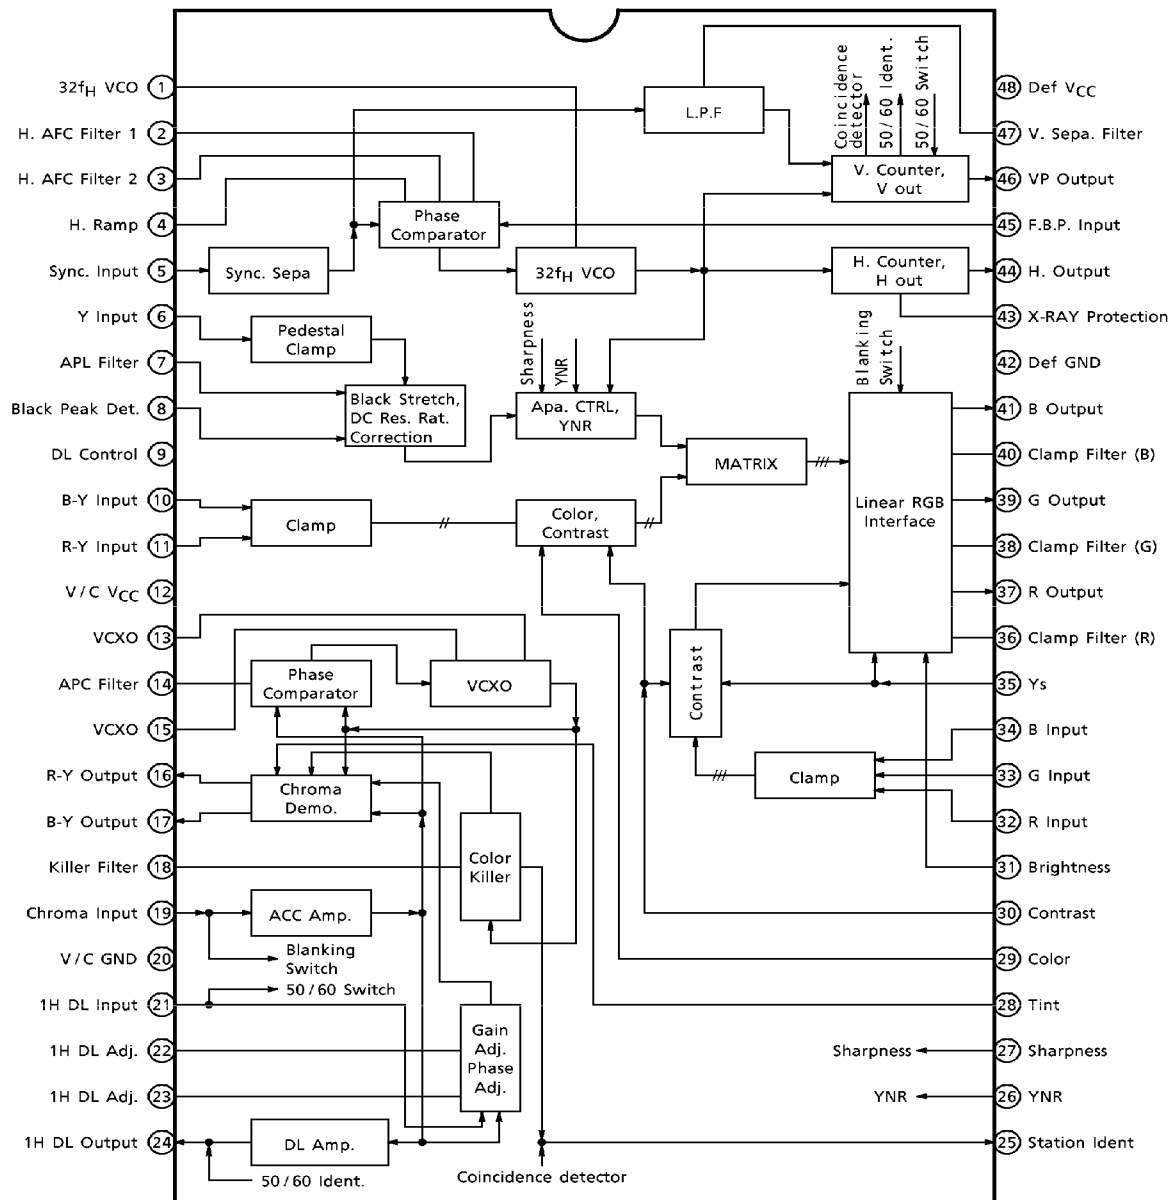 32fH VCO 1
H. AFC Filter 1 2
H. AFC Filter 2 3
H. Ramp 4
Sync. Input 5
Y Input 6
APL Filter 7
Black Peak Det. 8
DL Control 9
B-Y Input 10
R-Y Input 11
V/C VCC 12
VCXO 13
APC Filter 14
VCXO 15
R-Y Output 16
B-Y Output 17
Killer Filter 18
Chroma Input 19
V/C GND 20
1H DL Input 21
1H DL Adj. 22
1H DL Adj. 23
1H DL Output 24
L.P.F
Coincidence
detector
50/60 Ident.
50/60 Switch
V. Counter,
V out
Phase
Comparator
Sync. Sepa
32fH VCO
H. Counter,
H out
Pedestal
Clamp
Sharpness
YNR
Blanking
Switch
Black Stretch,
DC Res. Rat.
Correction
Apa. CTRL,
YNR
MATRIX
Linear RGB
Interface
Clamp
Color,
Contrast
Phase
Comparator
VCXO
Contrast
Chroma
Demo.
Clamp
Color
Killer
ACC Amp.
Blanking
Switch
50/60 Switch
Gain
Adj.
Phase
Adj.
Sharpness
YNR
DL Amp.
50/60 Ident.
Coincidence detector
48 Def VCC
47 V. Sepa. Filter
46 VP Output
45 F.B.P. Input
44 H. Output
43 X-RAY Protection
42 Def GND
41 B Output
40 Clamp Filter (B)
39 G Output
38 Clamp Filter (G)
37 R Output
36 Clamp Filter (R)
35 Ys
34 B Input
33 G Input
32 R Input
31 Brightness
30 Contrast
29 Color
28 Tint
27 Sharpness
26 YNR
25 Station Ident